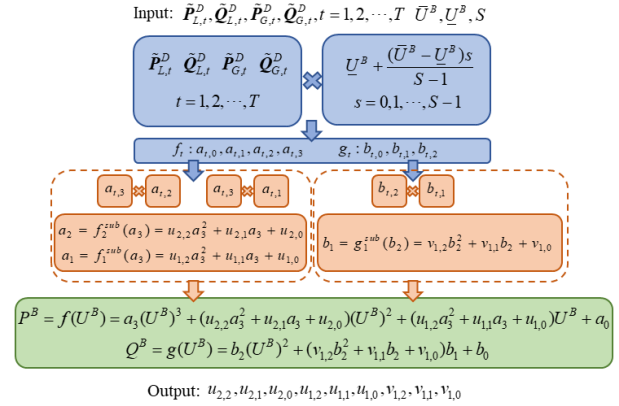 Input: P̃^D_{L,t}, Q̃^D_{L,t}, P̃^D_{G,t}, Q̃^D_{G,t}, t = 1,2,⋯,T  Ū^B, U̲^B, S
P̃^D_{L,t} Q̃^D_{L,t} P̃^D_{G,t} Q̃^D_{G,t}
t = 1,2,⋯,T
U̲^B + (Ū^B − U̲^B)s / (S − 1)
s = 0,1,⋯,S − 1
f_t : a_{t,0}, a_{t,1}, a_{t,2}, a_{t,3}  g_t : b_{t,0}, b_{t,1}, b_{t,2}
a_{t,3} a_{t,2} a_{t,3} a_{t,1}
a_2 = f_2^{sub}(a_3) = u_{2,2}a_3^2 + u_{2,1}a_3 + u_{2,0}
a_1 = f_1^{sub}(a_3) = u_{1,2}a_3^2 + u_{1,1}a_3 + u_{1,0}
b_{t,2} b_{t,1}
b_1 = g_1^{sub}(b_2) = v_{1,2}b_2^2 + v_{1,1}b_2 + v_{1,0}
P^B = f(U^B) = a_3(U^B)^3 + (u_{2,2}a_3^2 + u_{2,1}a_3 + u_{2,0})(U^B)^2 + (u_{1,2}a_3^2 + u_{1,1}a_3 + u_{1,0})U^B + a_0
Q^B = g(U^B) = b_2(U^B)^2 + (v_{1,2}b_2^2 + v_{1,1}b_2 + v_{1,0})b_1 + b_0
Output: u_{2,2}, u_{2,1}, u_{2,0}, u_{1,2}, u_{1,1}, u_{1,0}, v_{1,2}, v_{1,1}, v_{1,0}